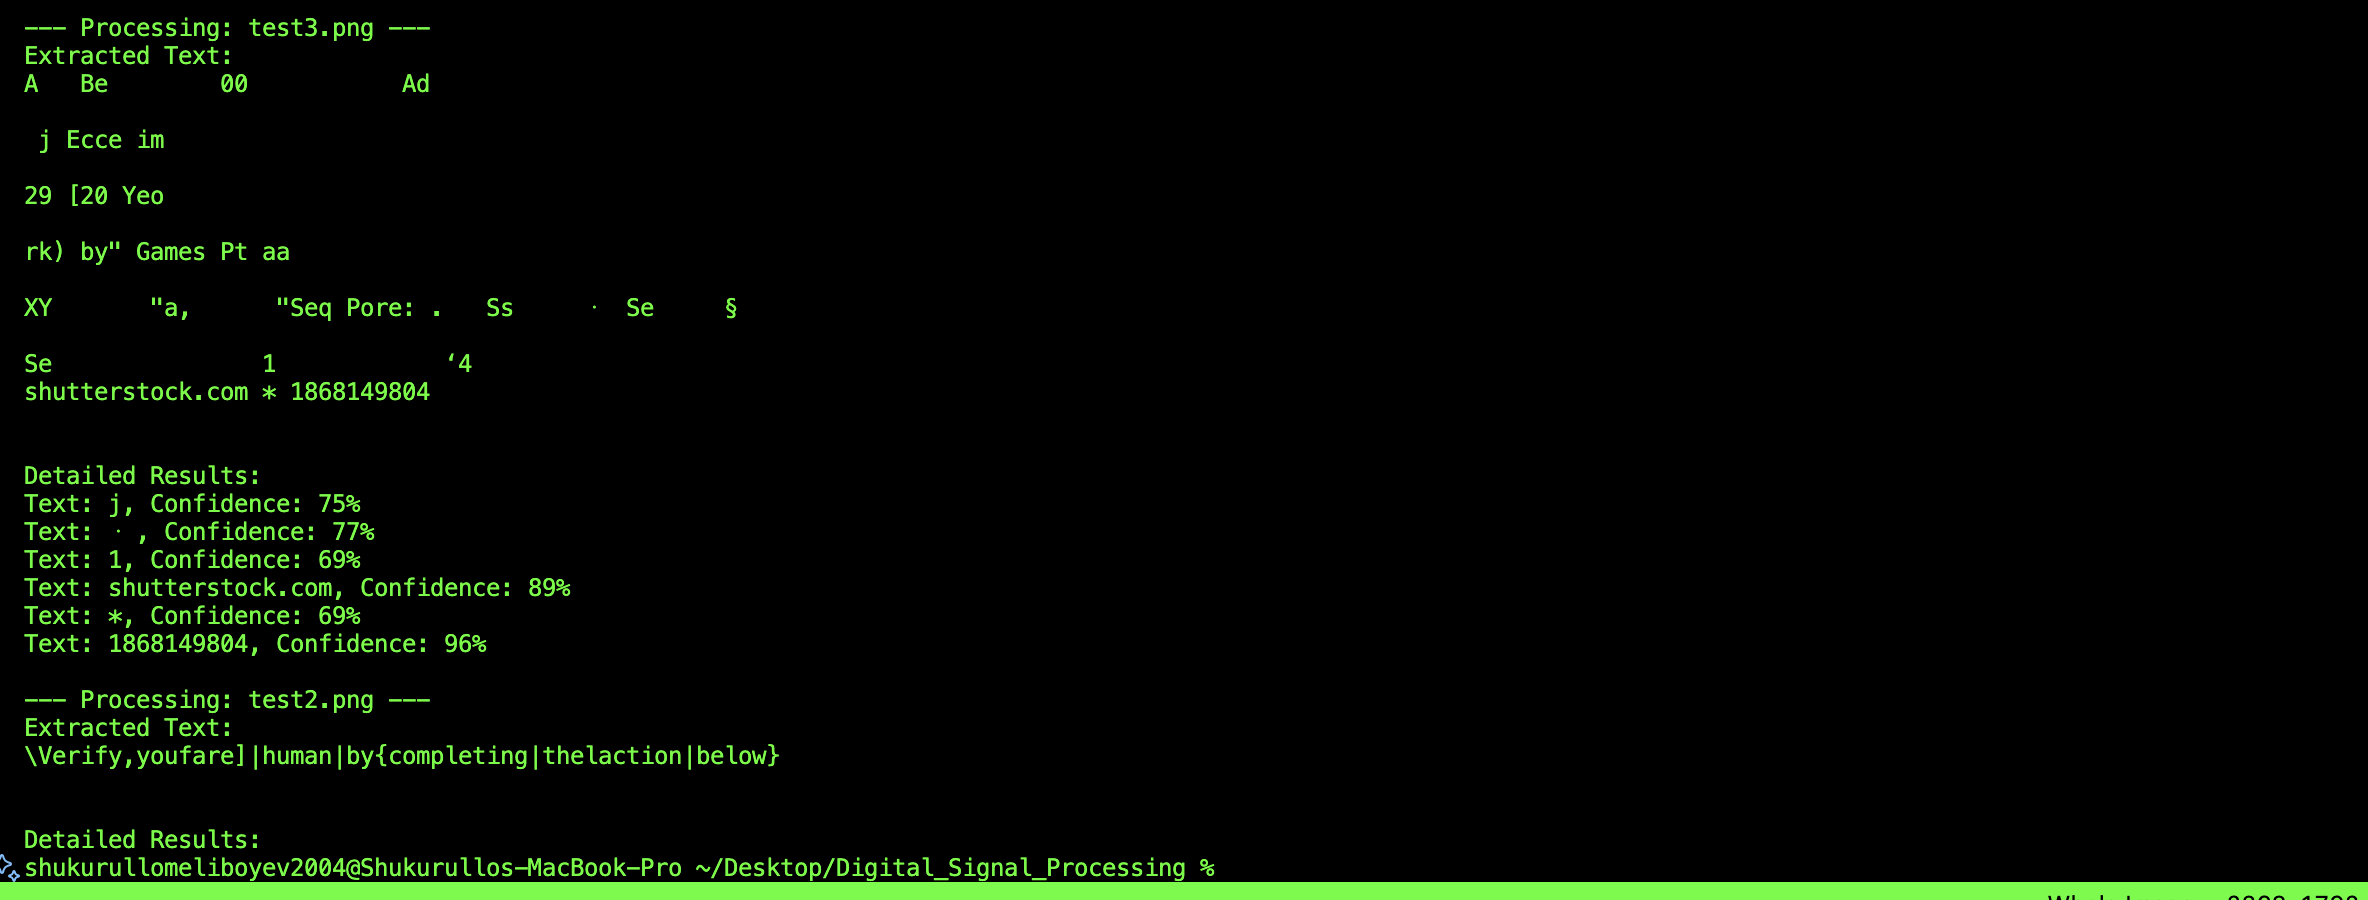 --- Processing: test3.png ---
Extracted Text:
A   Be        00           Ad
 j Ecce im
29 [20 Yeo
rk) by" Games Pt aa
XY       "a,      "Seq Pore: .   Ss      ·  Se     §
Se               1            ‘4
shutterstock.com * 1868149804
Detailed Results:
Text: j, Confidence: 75%
Text: · , Confidence: 77%
Text: 1, Confidence: 69%
Text: shutterstock.com, Confidence: 89%
Text: *, Confidence: 69%
Text: 1868149804, Confidence: 96%
--- Processing: test2.png ---
Extracted Text:
\Verify,youfare]|human|by{completing|thelaction|below}
Detailed Results:
shukurullomeliboyev2004@Shukurullos-MacBook-Pro ~/Desktop/Digital_Signal_Processing %